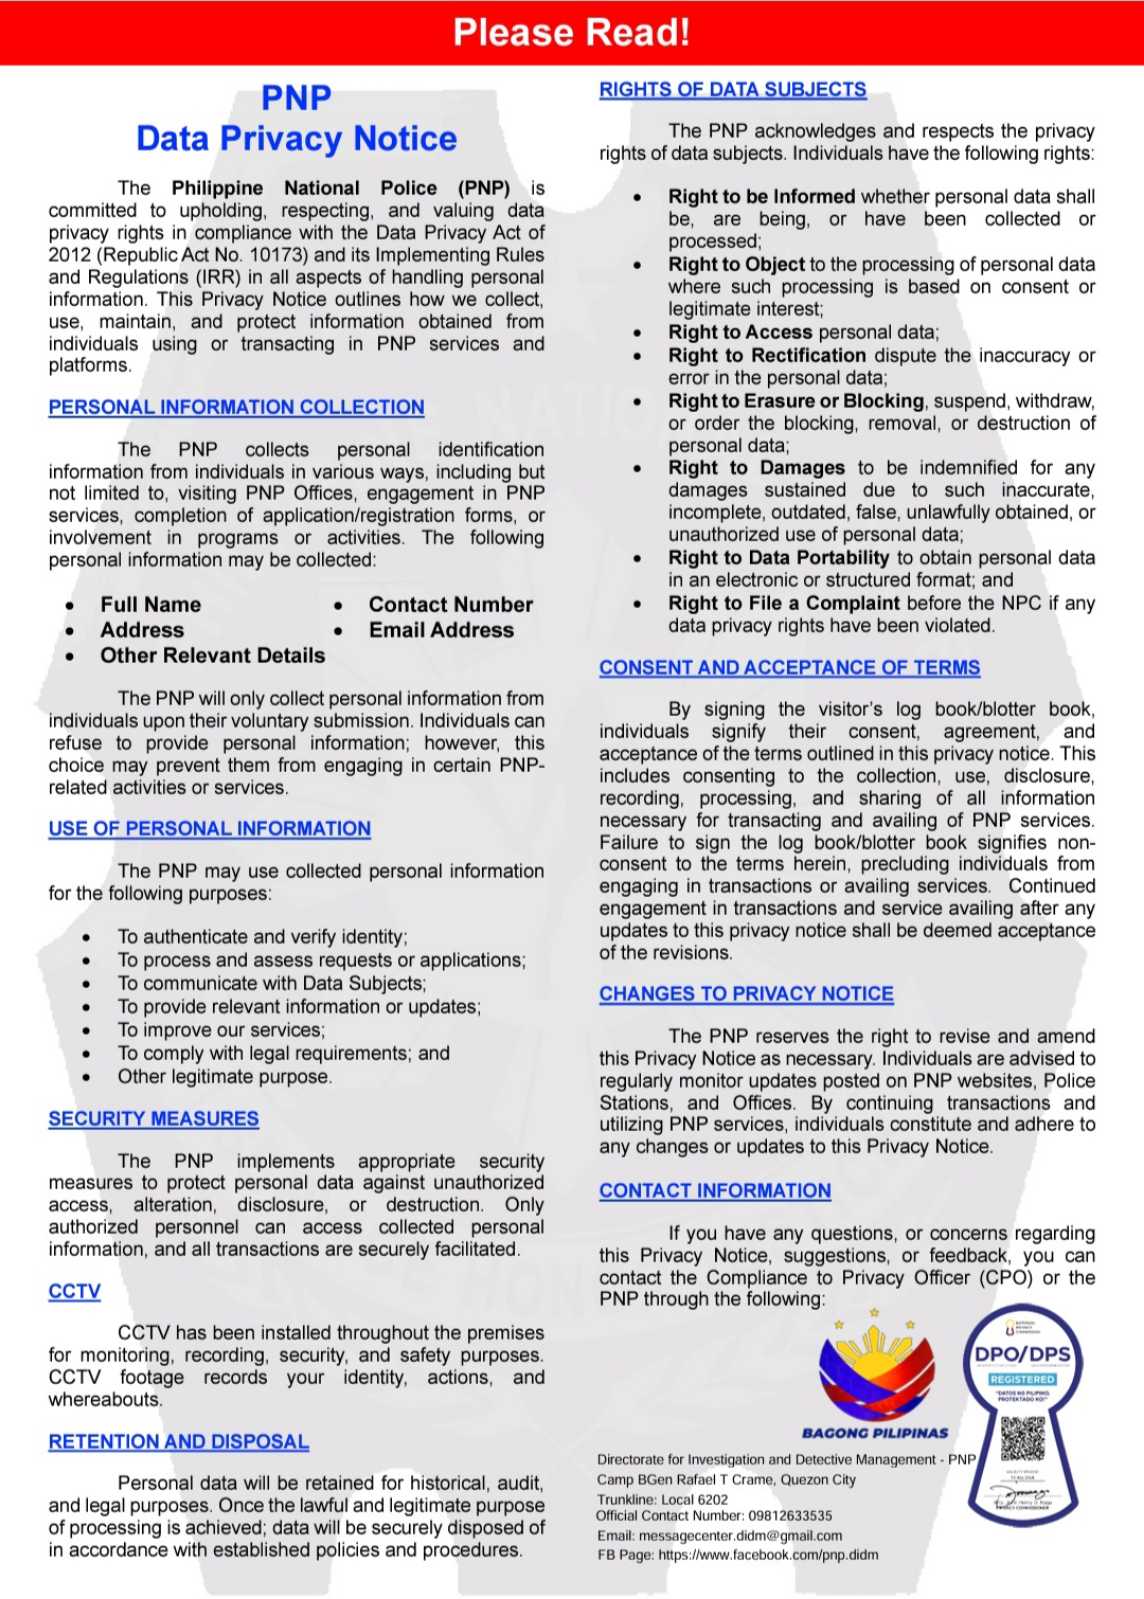 Please Read!
PNP
Data Privacy Notice
The Philippine National Police (PNP) is
committed to upholding, respecting, and valuing data
privacy rights in compliance with the Data Privacy Act of
2012 (Republic Act No. 10173) and its Implementing Rules
and Regulations (IRR) in all aspects of handling personal
information. This Privacy Notice outlines how we collect,
use, maintain, and protect information obtained from
individuals using or transacting in PNP services and
platforms.
PERSONAL INFORMATION COLLECTION
The PNP collects personal identification
information from individuals in various ways, including but
not limited to, visiting PNP Offices, engagement in PNP
services, completion of application/registration forms, or
involvement in programs or activities. The following
personal information may be collected:
• Full Name • Contact Number
• Address • Email Address
• Other Relevant Details
The PNP will only collect personal information from
individuals upon their voluntary submission. Individuals can
refuse to provide personal information; however, this
choice may prevent them from engaging in certain PNP-
related activities or services.
USE OF PERSONAL INFORMATION
The PNP may use collected personal information
for the following purposes:
• To authenticate and verify identity;
• To process and assess requests or applications;
• To communicate with Data Subjects;
• To provide relevant information or updates;
• To improve our services;
• To comply with legal requirements; and
• Other legitimate purpose.
SECURITY MEASURES
The PNP implements appropriate security
measures to protect personal data against unauthorized
access, alteration, disclosure, or destruction. Only
authorized personnel can access collected personal
information, and all transactions are securely facilitated.
CCTV
CCTV has been installed throughout the premises
for monitoring, recording, security, and safety purposes.
CCTV footage records your identity, actions, and
whereabouts.
RETENTION AND DISPOSAL
Personal data will be retained for historical, audit,
and legal purposes. Once the lawful and legitimate purpose
of processing is achieved; data will be securely disposed of
in accordance with established policies and procedures.
RIGHTS OF DATA SUBJECTS
The PNP acknowledges and respects the privacy
rights of data subjects. Individuals have the following rights:
• Right to be Informed whether personal data shall
be, are being, or have been collected or
processed;
• Right to Object to the processing of personal data
where such processing is based on consent or
legitimate interest;
• Right to Access personal data;
• Right to Rectification dispute the inaccuracy or
error in the personal data;
• Right to Erasure or Blocking, suspend, withdraw,
or order the blocking, removal, or destruction of
personal data;
• Right to Damages to be indemnified for any
damages sustained due to such inaccurate,
incomplete, outdated, false, unlawfully obtained, or
unauthorized use of personal data;
• Right to Data Portability to obtain personal data
in an electronic or structured format; and
• Right to File a Complaint before the NPC if any
data privacy rights have been violated.
CONSENT AND ACCEPTANCE OF TERMS
By signing the visitor's log book/blotter book,
individuals signify their consent, agreement, and
acceptance of the terms outlined in this privacy notice. This
includes consenting to the collection, use, disclosure,
recording, processing, and sharing of all information
necessary for transacting and availing of PNP services.
Failure to sign the log book/blotter book signifies non-
consent to the terms herein, precluding individuals from
engaging in transactions or availing services. Continued
engagement in transactions and service availing after any
updates to this privacy notice shall be deemed acceptance
of the revisions.
CHANGES TO PRIVACY NOTICE
The PNP reserves the right to revise and amend
this Privacy Notice as necessary. Individuals are advised to
regularly monitor updates posted on PNP websites, Police
Stations, and Offices. By continuing transactions and
utilizing PNP services, individuals constitute and adhere to
any changes or updates to this Privacy Notice.
CONTACT INFORMATION
If you have any questions, or concerns regarding
this Privacy Notice, suggestions, or feedback, you can
contact the Compliance to Privacy Officer (CPO) or the
PNP through the following:
BAGONG PILIPINAS
DPO/DPS
REGISTERED
"DATOS NG PILIPINO,
PROTEKTADO KO!"
Directorate for Investigation and Detective Management - PNP
Camp BGen Rafael T Crame, Quezon City
Trunkline: Local 6202
Official Contact Number: 09812633535
Email: messagecenter.didm@gmail.com
FB Page: https://www.facebook.com/pnp.didm